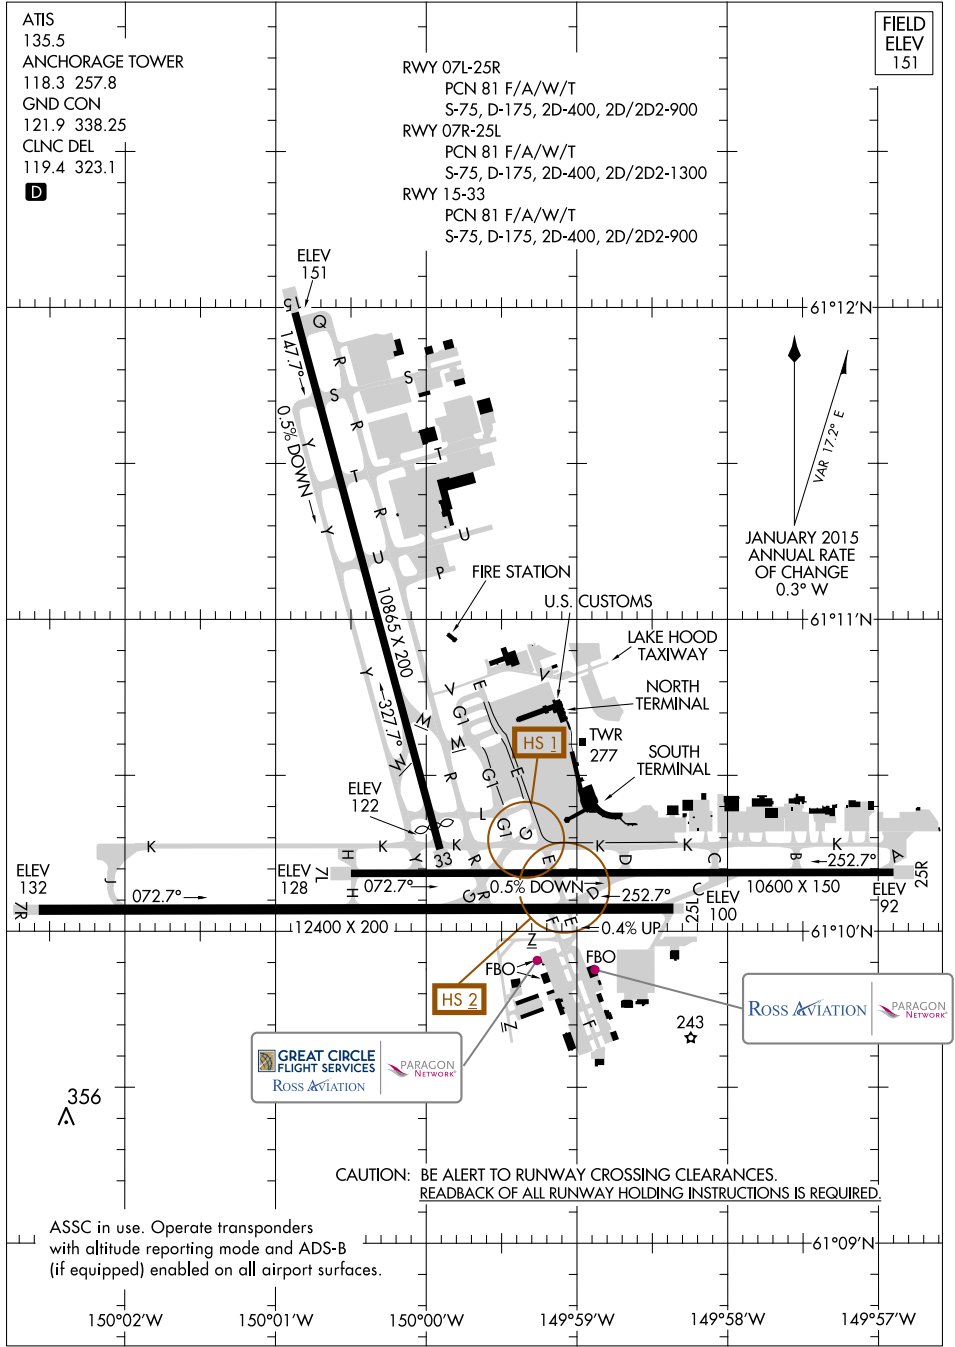 ATIS
135.5
ANCHORAGE TOWER
118.3 257.8
GND CON
121.9 338.25
CLNC DEL
119.4 323.1
D
RWY 07L-25R
PCN 81 F/A/W/T
S-75, D-175, 2D-400, 2D/2D2-900
RWY 07R-25L
PCN 81 F/A/W/T
S-75, D-175, 2D-400, 2D/2D2-1300
RWY 15-33
PCN 81 F/A/W/T
S-75, D-175, 2D-400, 2D/2D2-900
FIELD
ELEV
151
ELEV
151
15
61°12'N
Q
147.7°
R
S
S
0.5% DOWN
Y
R
T
T
Y
R
U
U
P
VAR 17.2° E
JANUARY 2015
ANNUAL RATE
OF CHANGE
0.3° W
FIRE STATION
U.S. CUSTOMS
61°11'N
10865 X 200
LAKE HOOD
TAXIWAY
NORTH
TERMINAL
Y
V
E
V
G1
327.7°
M
M
HS 1
TWR
277
SOUTH
TERMINAL
W
R
G1
E
ELEV
122
L
G1
G
K
H
K
Y
33
K
R
E
D
K
C
B
252.7°
A
ELEV
132
ELEV
128
7L
25R
J
072.7°
H
072.7°
G
R
0.5% DOWN
D
252.7°
C
10600 X 150
ELEV
92
7R
25L
ELEV
100
12400 X 200
F
E
0.4% UP
61°10'N
Z
FBO
FBO
HS 2
Z
F
ROSS AVIATION
PARAGON
NETWORK
243
GREAT CIRCLE
FLIGHT SERVICES
ROSS AVIATION
PARAGON
NETWORK
356
CAUTION: BE ALERT TO RUNWAY CROSSING CLEARANCES.
READBACK OF ALL RUNWAY HOLDING INSTRUCTIONS IS REQUIRED.
ASSC in use. Operate transponders
with altitude reporting mode and ADS-B
(if equipped) enabled on all airport surfaces.
61°09'N
150°02'W
150°01'W
150°00'W
149°59'W
149°58'W
149°57'W